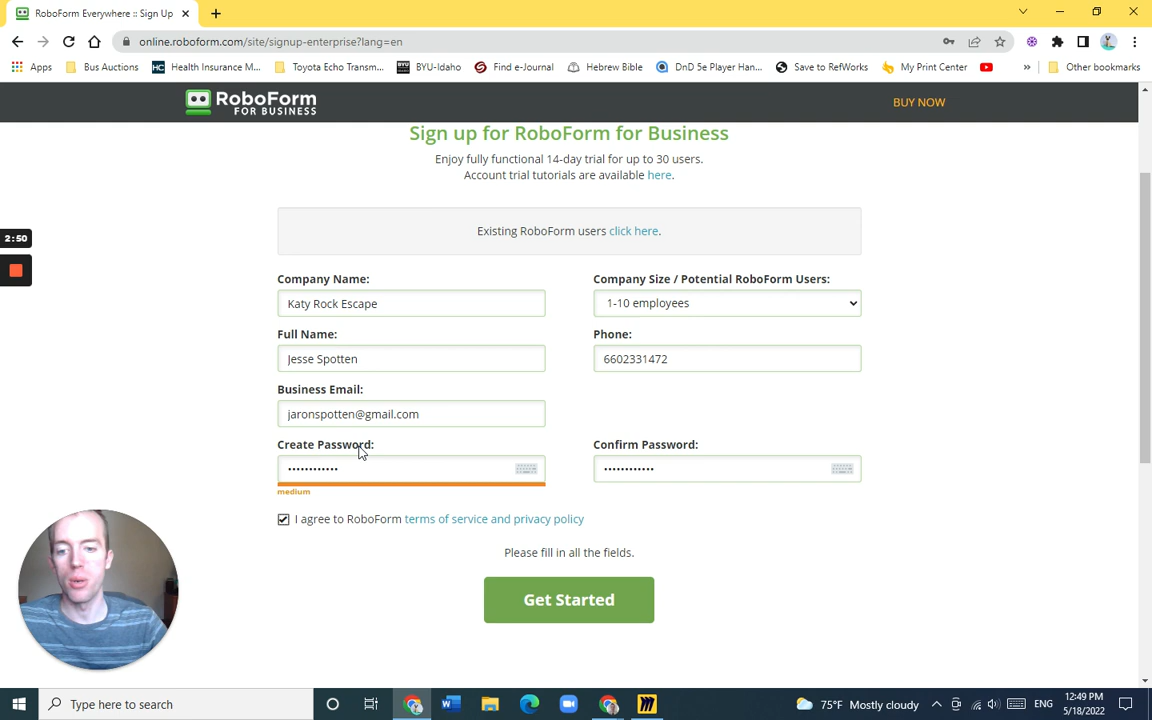 RoboForm Everywhere :: Sign Up
online.roboform.com/site/signup-enterprise?lang=en
Apps
Bus Auctions
HC
Health Insurance M...
Toyota Echo Transm...
BYU
BYU-Idaho
Find e-Journal
Hebrew Bible
DnD 5e Player Han...
Save to RefWorks
My Print Center
»
Other bookmarks
RoboForm
FOR BUSINESS
BUY NOW
Sign up for RoboForm for Business
Enjoy fully functional 14-day trial for up to 30 users.
Account trial tutorials are available here.
2:50
Existing RoboForm users click here.
Company Name:
Company Size / Potential RoboForm Users:
Katy Rock Escape
1-10 employees
Full Name:
Phone:
Jesse Spotten
6602331472
Business Email:
jaronspotten@gmail.com
Create Password:
Confirm Password:
••••••••••••
••••••••••••
medium
I agree to RoboForm terms of service and privacy policy
Please fill in all the fields.
Get Started
Type here to search
75°F Mostly cloudy
ENG
12:49 PM
5/18/2022